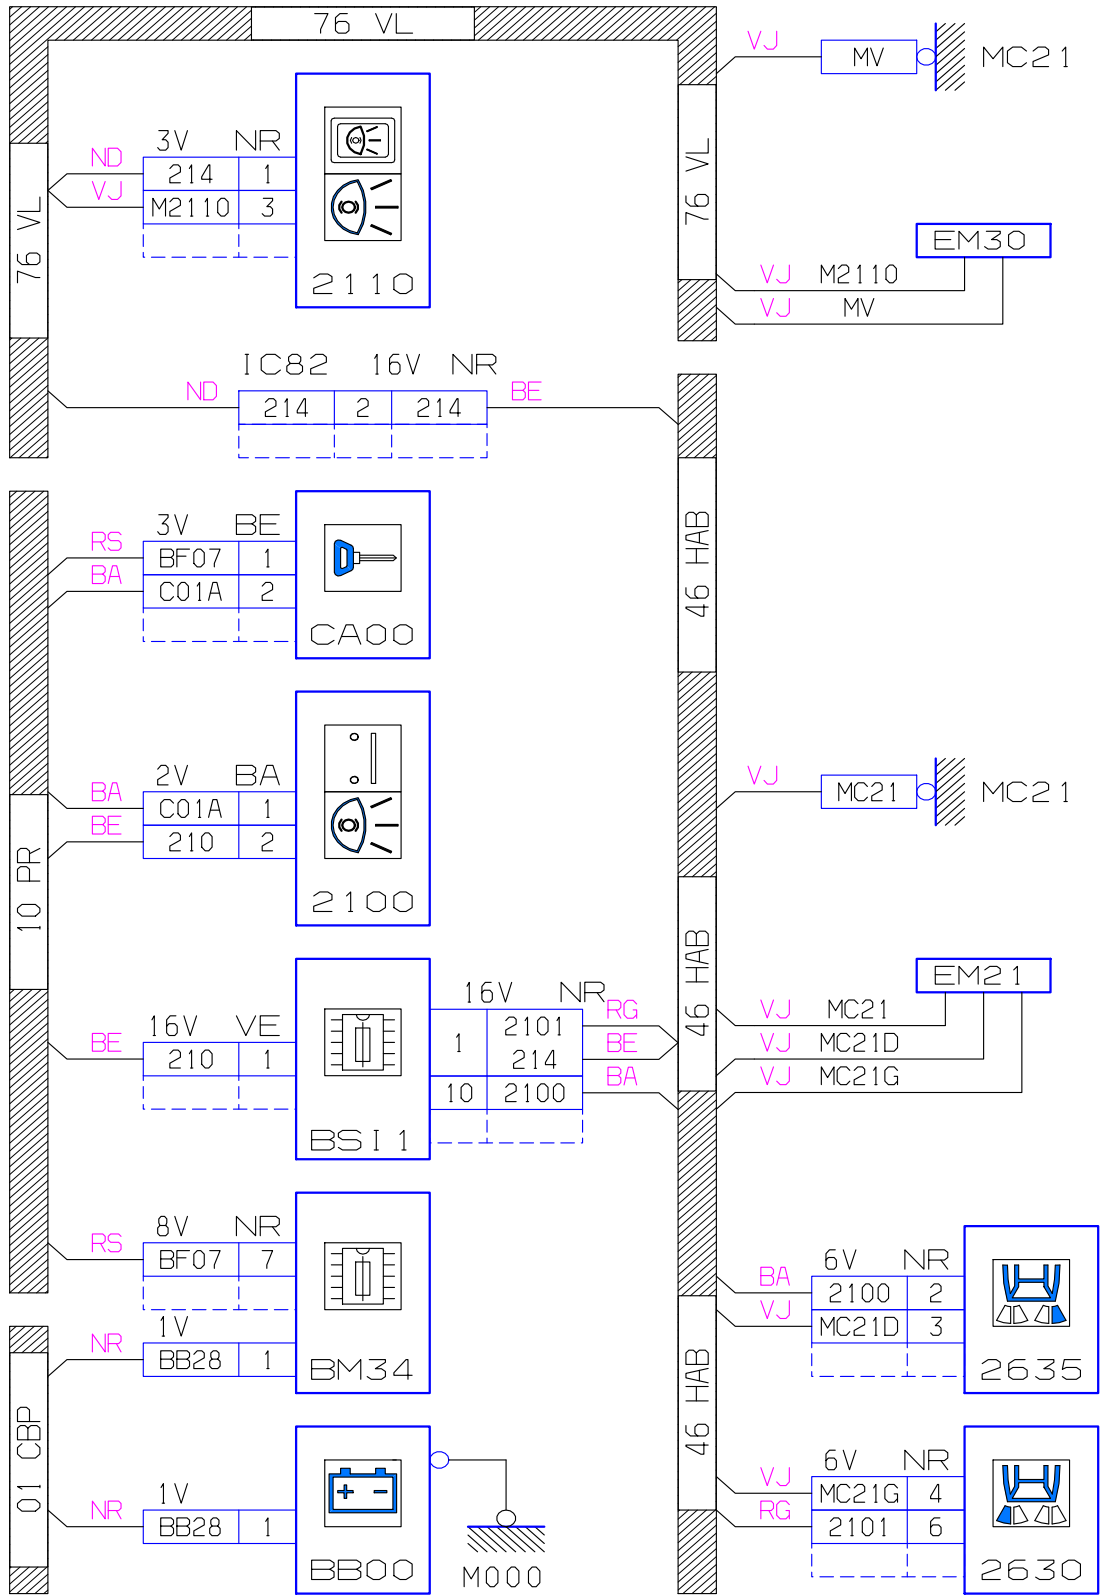 76 VL
VJ
MV
MC21
3V NR
ND 214 1
VJ M2110 3
2110
76 VL
76 VL
EM30
VJ M2110
VJ MV
IC82 16V NR
ND 214 2 214 BE
3V BE
RS BF07 1
BA C01A 2
CA00
46 HAB
2V BA
BA C01A 1
BE 210 2
2100
10 PR
VJ
MC21
MC21
46 HAB
EM21
VJ MC21
VJ MC21D
VJ MC21G
16V VE
BE 210 1
BSI1
16V NR
1 2101 RG
214 BE
10 2100 BA
8V NR
RS BF07 7
1V
NR BB28 1
BM34
6V NR
BA 2100 2
VJ MC21D 3
2635
46 HAB
01 CBP
1V
NR BB28 1
+ -
BB00
M000
6V NR
VJ MC21G 4
RG 2101 6
2630